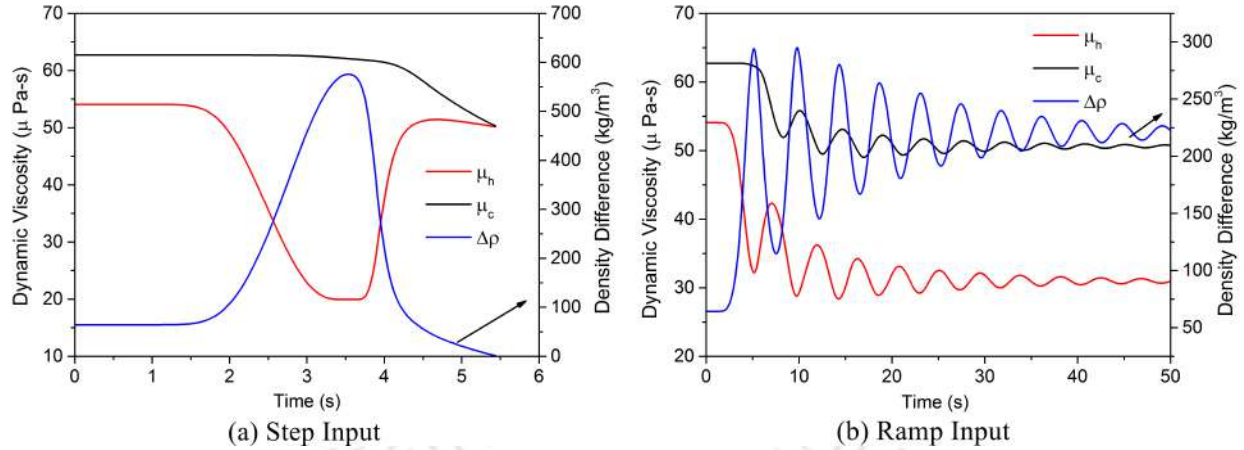 70
60
50
40
30
20
10
Dynamic Viscosity (μ Pa-s)
0 1 2 3 4 5 6
Time (s)
700
600
500
400
300
200
100
0
Density Difference (kg/m³)
μh
μc
Δρ
(a) Step Input
70
60
50
40
30
20
Dynamic Viscosity (μ Pa-s)
0 10 20 30 40 50
Time (s)
300
250
200
150
100
50
Density Difference (kg/m³)
μh
μc
Δρ
(b) Ramp Input